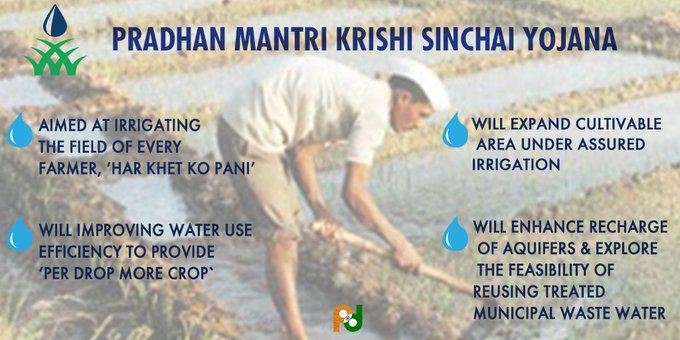 PRADHAN MANTRI KRISHI SINCHAI YOJANA
AIMED AT IRRIGATING
THE FIELD OF EVERY
FARMER, ‘HAR KHET KO PANI’
WILL IMPROVING WATER USE
EFFICIENCY TO PROVIDE
‘PER DROP MORE CROP`
WILL EXPAND CULTIVABLE
AREA UNDER ASSURED
IRRIGATION
WILL ENHANCE RECHARGE
OF AQUIFERS & EXPLORE
THE FEASIBILITY OF
REUSING TREATED
MUNICIPAL WASTE WATER